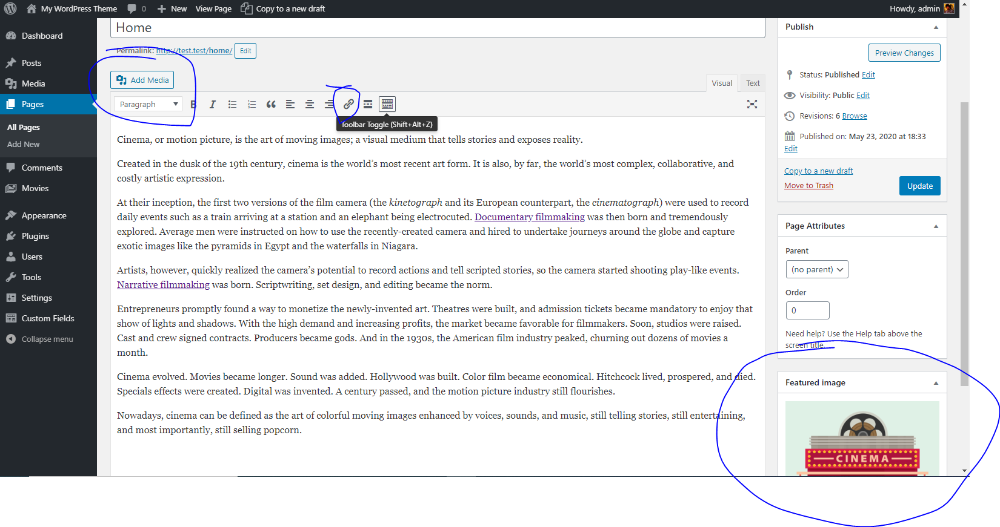 My WordPress Theme 0 New View Page Copy to a new draft Howdy, admin
Dashboard
Posts
Media
Pages
All Pages
Add New
Comments
Movies
Appearance
Plugins
Users
Tools
Settings
Custom Fields
Collapse menu
Home
Permalink: http://test.test/home/ Edit
Add Media
Visual Text
Paragraph B I
Toolbar Toggle (Shift+Alt+Z)
Cinema, or motion picture, is the art of moving images; a visual medium that tells stories and exposes reality.
Created in the dusk of the 19th century, cinema is the world’s most recent art form. It is also, by far, the world’s most complex, collaborative, and
costly artistic expression.
At their inception, the first two versions of the film camera (the kinetograph and its European counterpart, the cinematograph) were used to record
daily events such as a train arriving at a station and an elephant being electrocuted. Documentary filmmaking was then born and tremendously
explored. Average men were instructed on how to use the recently-created camera and hired to undertake journeys around the globe and capture
exotic images like the pyramids in Egypt and the waterfalls in Niagara.
Artists, however, quickly realized the camera’s potential to record actions and tell scripted stories, so the camera started shooting play-like events.
Narrative filmmaking was born. Scriptwriting, set design, and editing became the norm.
Entrepreneurs promptly found a way to monetize the newly-invented art. Theatres were built, and admission tickets became mandatory to enjoy that
show of lights and shadows. With the high demand and increasing profits, the market became favorable for filmmakers. Soon, studios were raised.
Cast and crew signed contracts. Producers became gods. And in the 1930s, the American film industry peaked, churning out dozens of movies a
month.
Cinema evolved. Movies became longer. Sound was added. Hollywood was built. Color film became economical. Hitchcock lived, prospered, and died.
Specials effects were created. Digital was invented. A century passed, and the motion picture industry still flourishes.
Nowadays, cinema can be defined as the art of colorful moving images enhanced by voices, sounds, and music, still telling stories, still entertaining,
and most importantly, still selling popcorn.
Publish
Preview Changes
Status: Published Edit
Visibility: Public Edit
Revisions: 6 Browse
Published on: May 23, 2020 at 18:33
Edit
Copy to a new draft
Move to Trash
Update
Page Attributes
Parent
(no parent)
Order
0
Need help? Use the Help tab above the
screen title.
Featured image
CINEMA